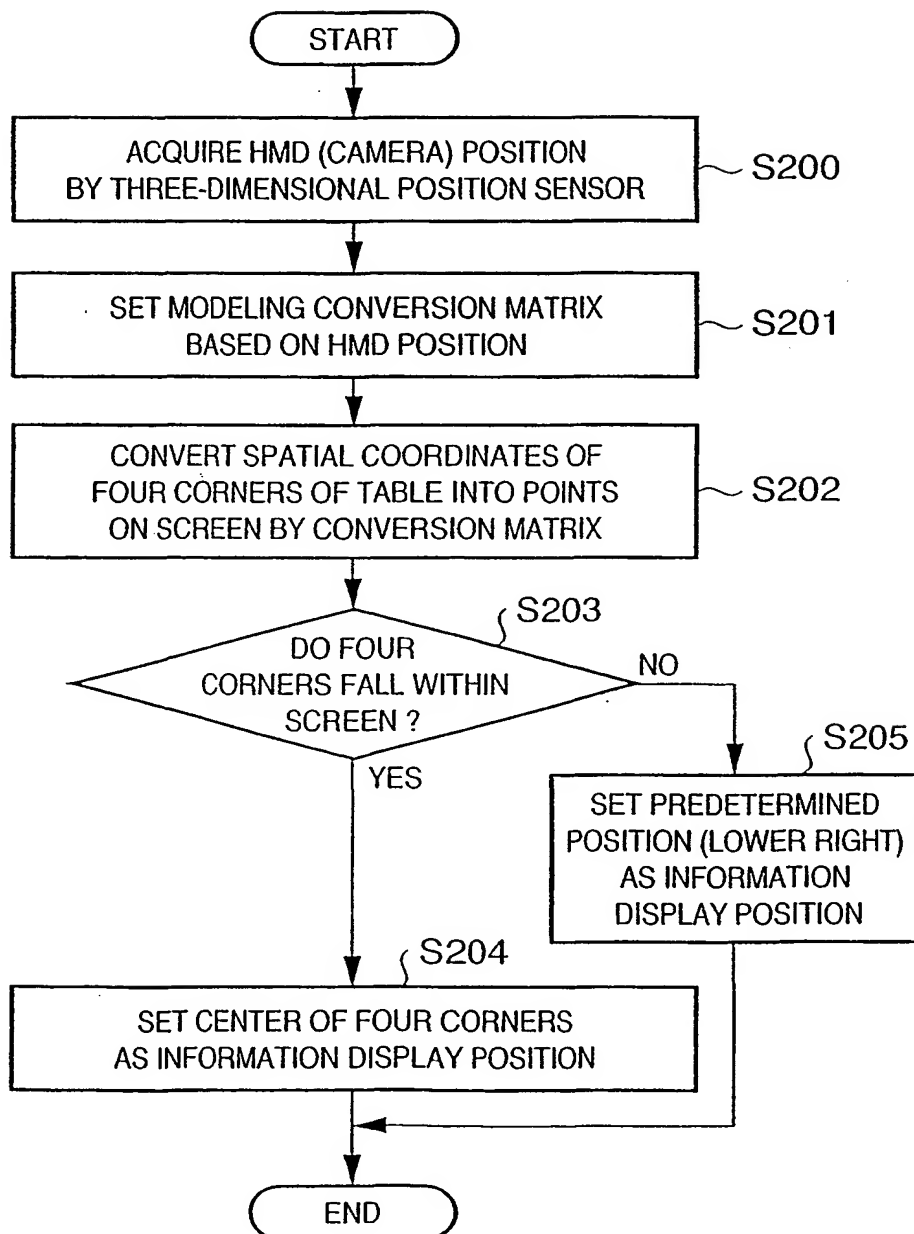 START
ACQUIRE HMD (CAMERA) POSITION
BY THREE-DIMENSIONAL POSITION SENSOR
S200
SET MODELING CONVERSION MATRIX
BASED ON HMD POSITION
S201
CONVERT SPATIAL COORDINATES OF
FOUR CORNERS OF TABLE INTO POINTS
ON SCREEN BY CONVERSION MATRIX
S202
S203
DO FOUR
CORNERS FALL WITHIN
SCREEN ?
NO
YES
S205
SET PREDETERMINED
POSITION (LOWER RIGHT)
AS INFORMATION
DISPLAY POSITION
S204
SET CENTER OF FOUR CORNERS
AS INFORMATION DISPLAY POSITION
END